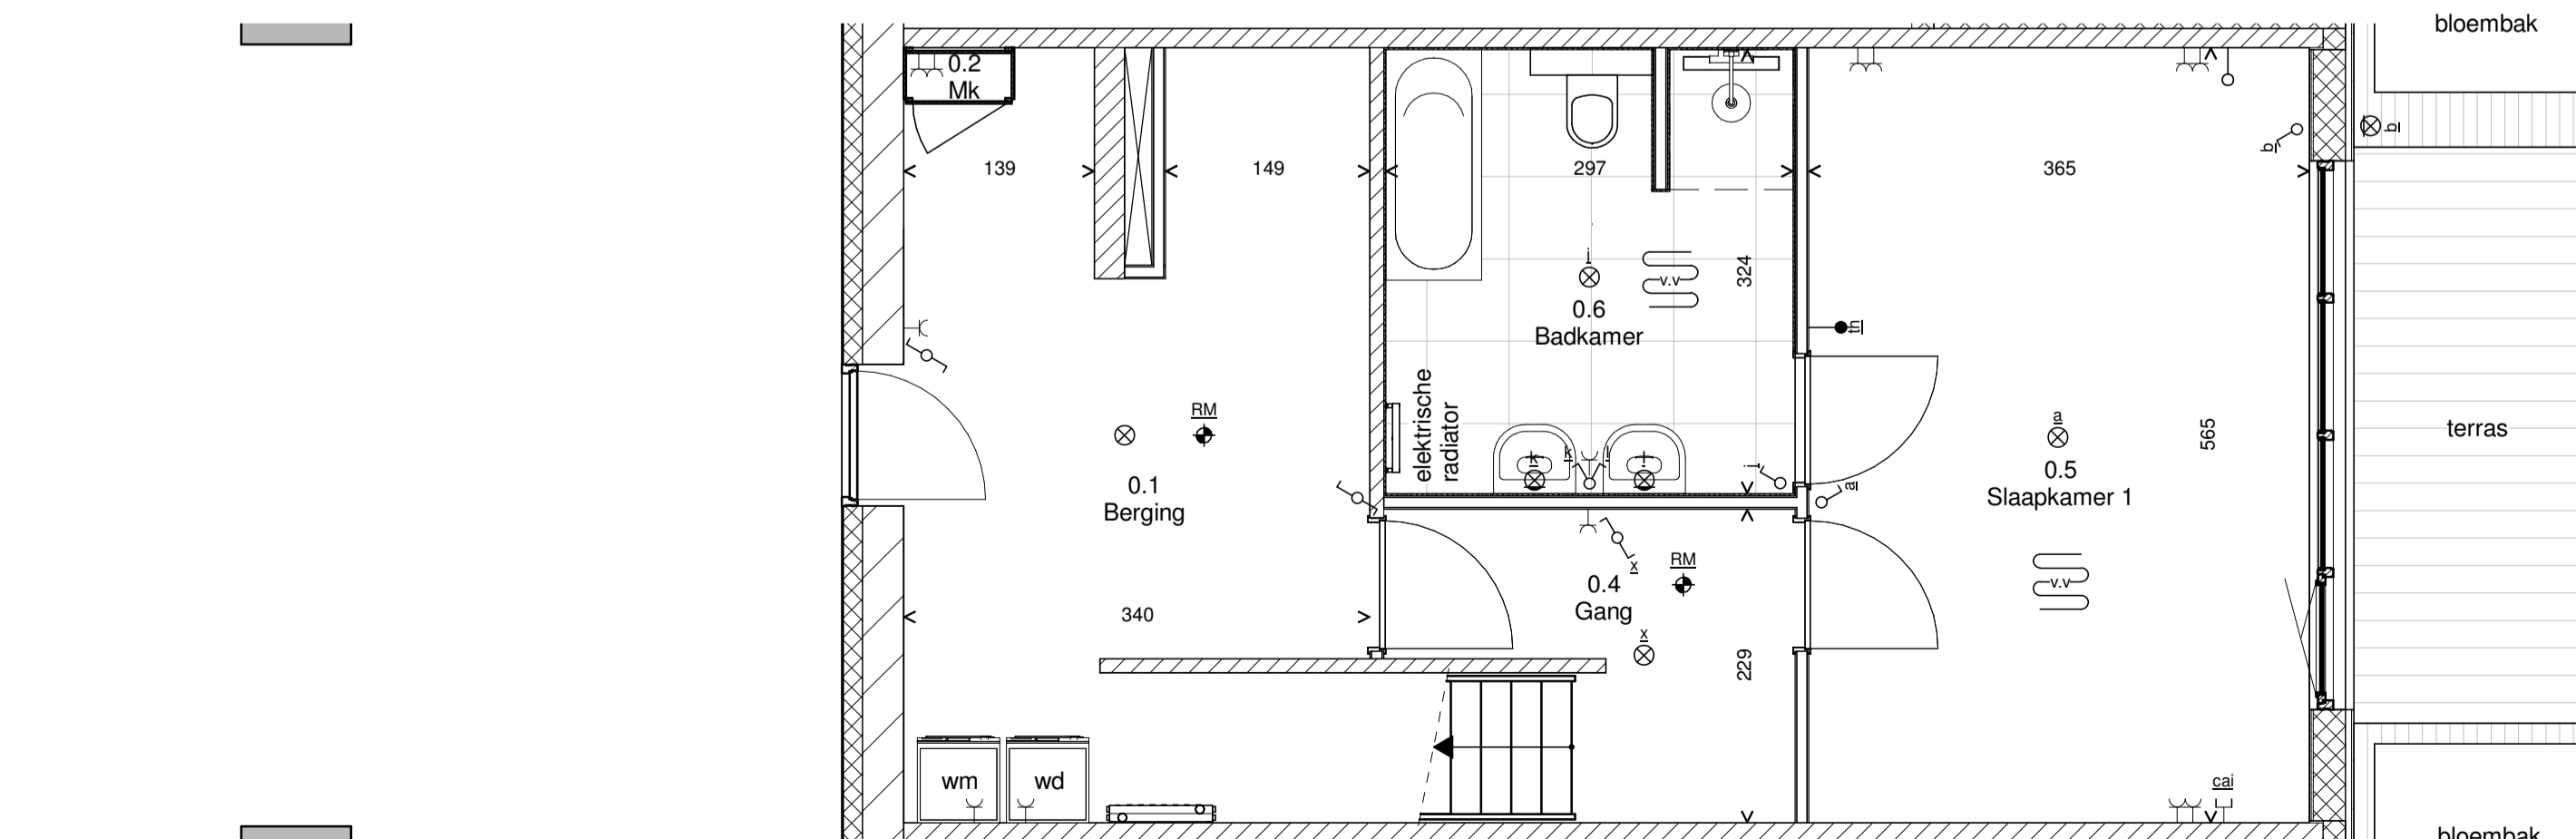 bloembak
0.2
Mk
b
b
139
149
297
365
324
j
v.v
0.6
Badkamer
th
elektrische
radiator
RM
a
565
terras
k
k
l
l
j
a
0.1
Berging
0.5
Slaapkamer 1
x
RM
0.4
Gang
v.v
340
x
229
wm
wd
cai
bloembak